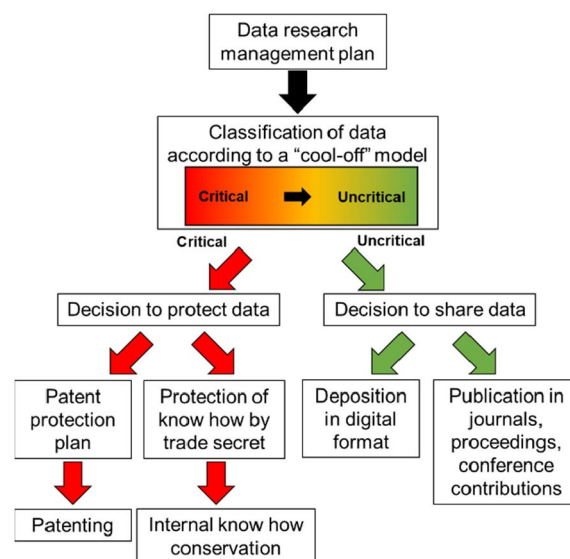 Data research
management plan
Classification of data
according to a "cool-off" model
Critical
Uncritical
Critical
Uncritical
Decision to protect data
Decision to share data
Patent
protection
plan
Protection of
know how by
trade secret
Deposition
in digital
format
Publication in
journals,
proceedings,
conference
contributions
Patenting
Internal know how
conservation